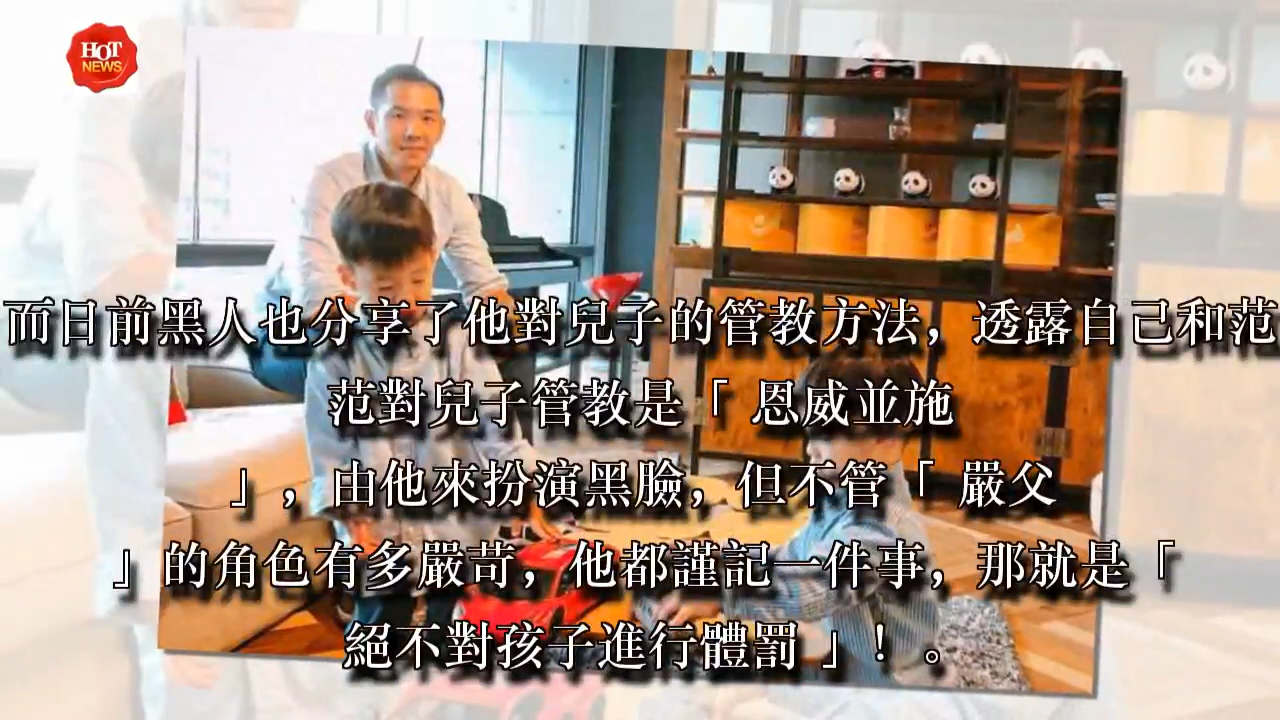 HOT
NEWS
而日前黑人也分享了他對兒子的管教方法，透露自己和范
范對兒子管教是「 恩威並施
」，由他來扮演黑臉，但不管「 嚴父
」的角色有多嚴苛，他都謹記一件事，那就是「
絕不對孩子進行體罰 」！。